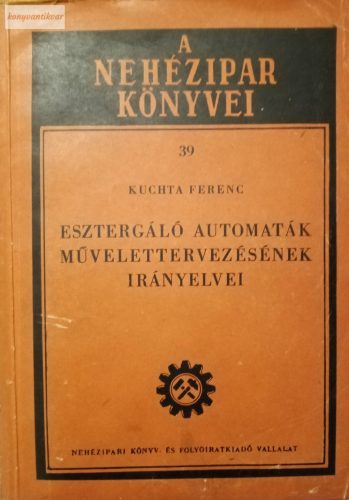 konyvantikvar
A
NEHÉZIPAR
KÖNYVEI
39
KUCHTA FERENC
ESZTERGÁLÓ AUTOMATÁK
MŰVELETTERVEZÉSÉNEK
IRÁNYELVEI
NEHÉZIPARI KÖNYV- ÉS FOLYÓIRATKIADÓ VÁLLALAT